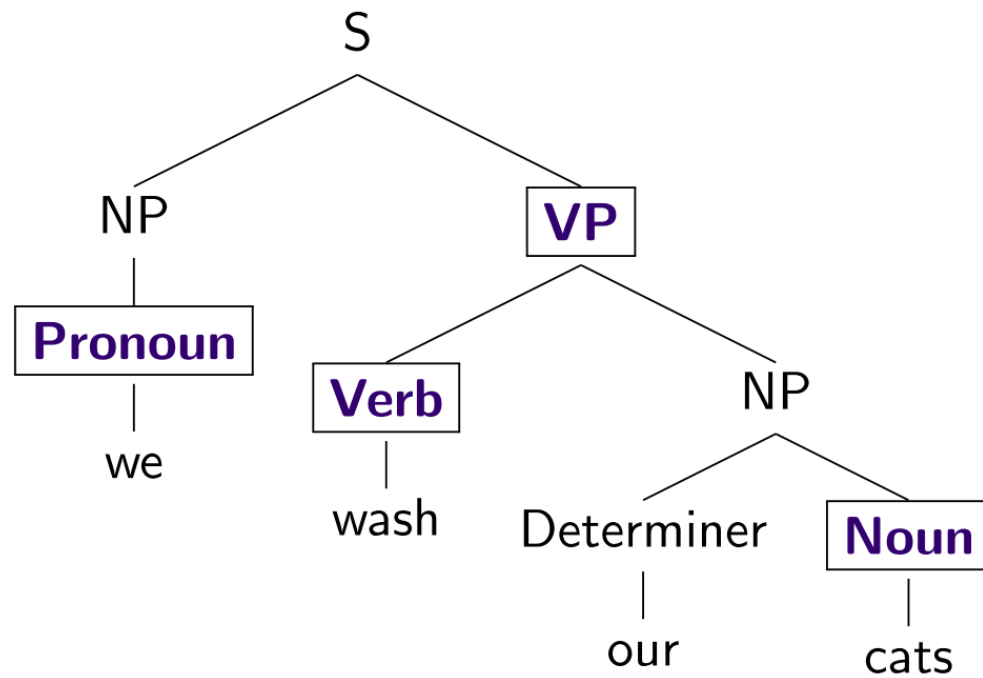 S
NP VP
Pronoun
Verb NP
we
wash Determiner Noun
our cats